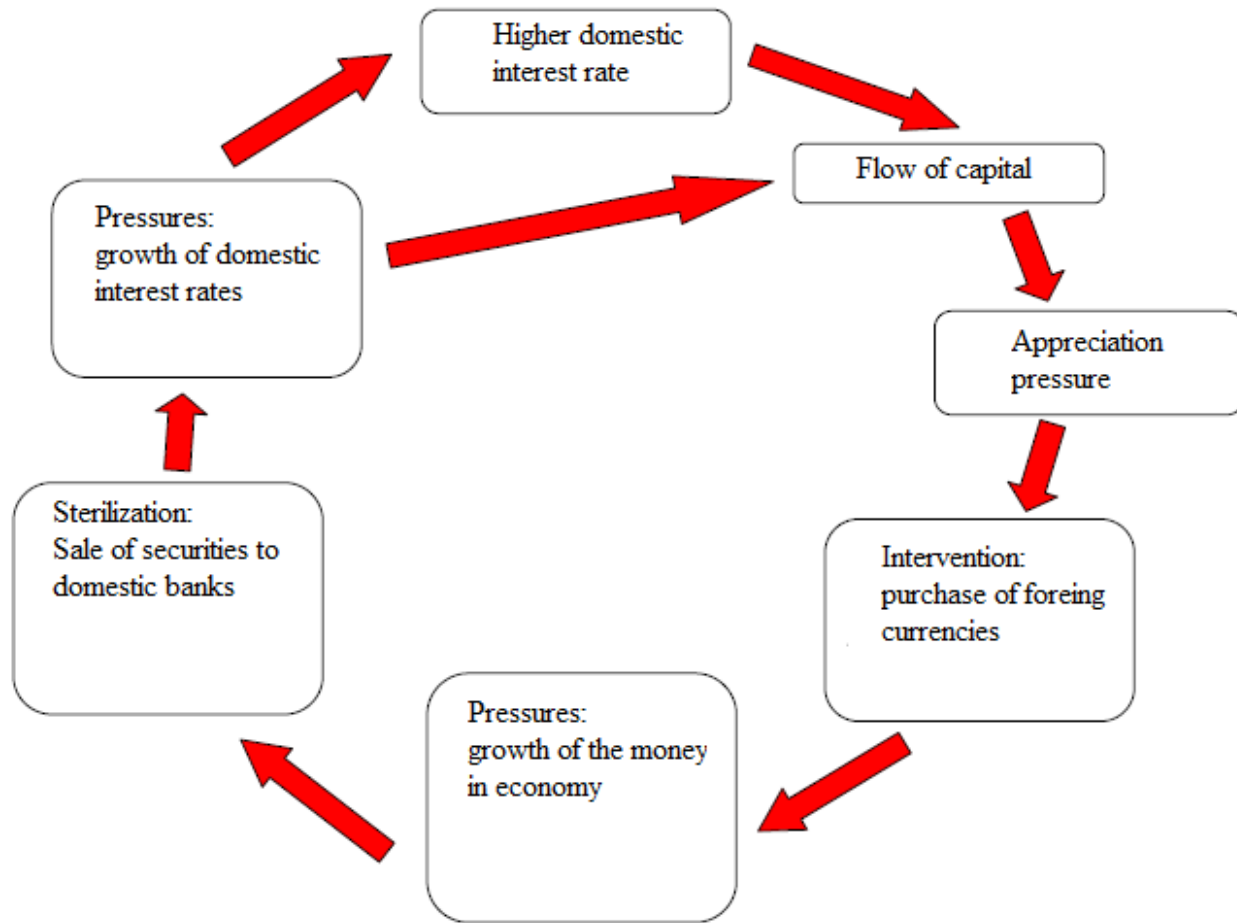 Higher domestic
interest rate
Flow of capital
Pressures:
growth of domestic
interest rates
Appreciation
pressure
Sterilization:
Sale of securities to
domestic banks
Intervention:
purchase of foreing
currencies
Pressures:
growth of the money
in economy